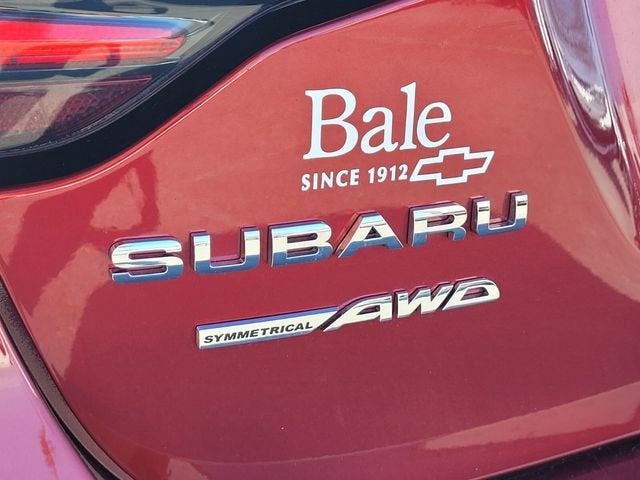 Bale
SINCE 1912
SUBARU
SYMMETRICAL AWD